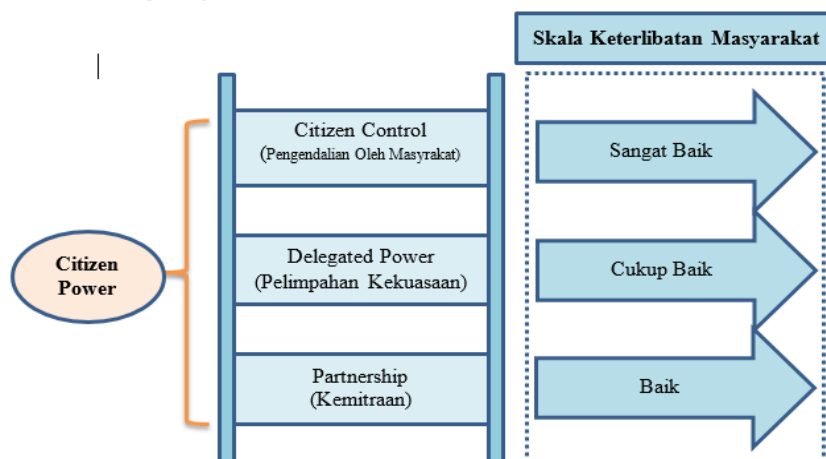 Skala Keterlibatan Masyarakat
Citizen Control
(Pengendalian Oleh Masyrakat)
Sangat Baik
Citizen
Power
Delegated Power
(Pelimpahan Kekuasaan)
Cukup Baik
Partnership
(Kemitraan)
Baik